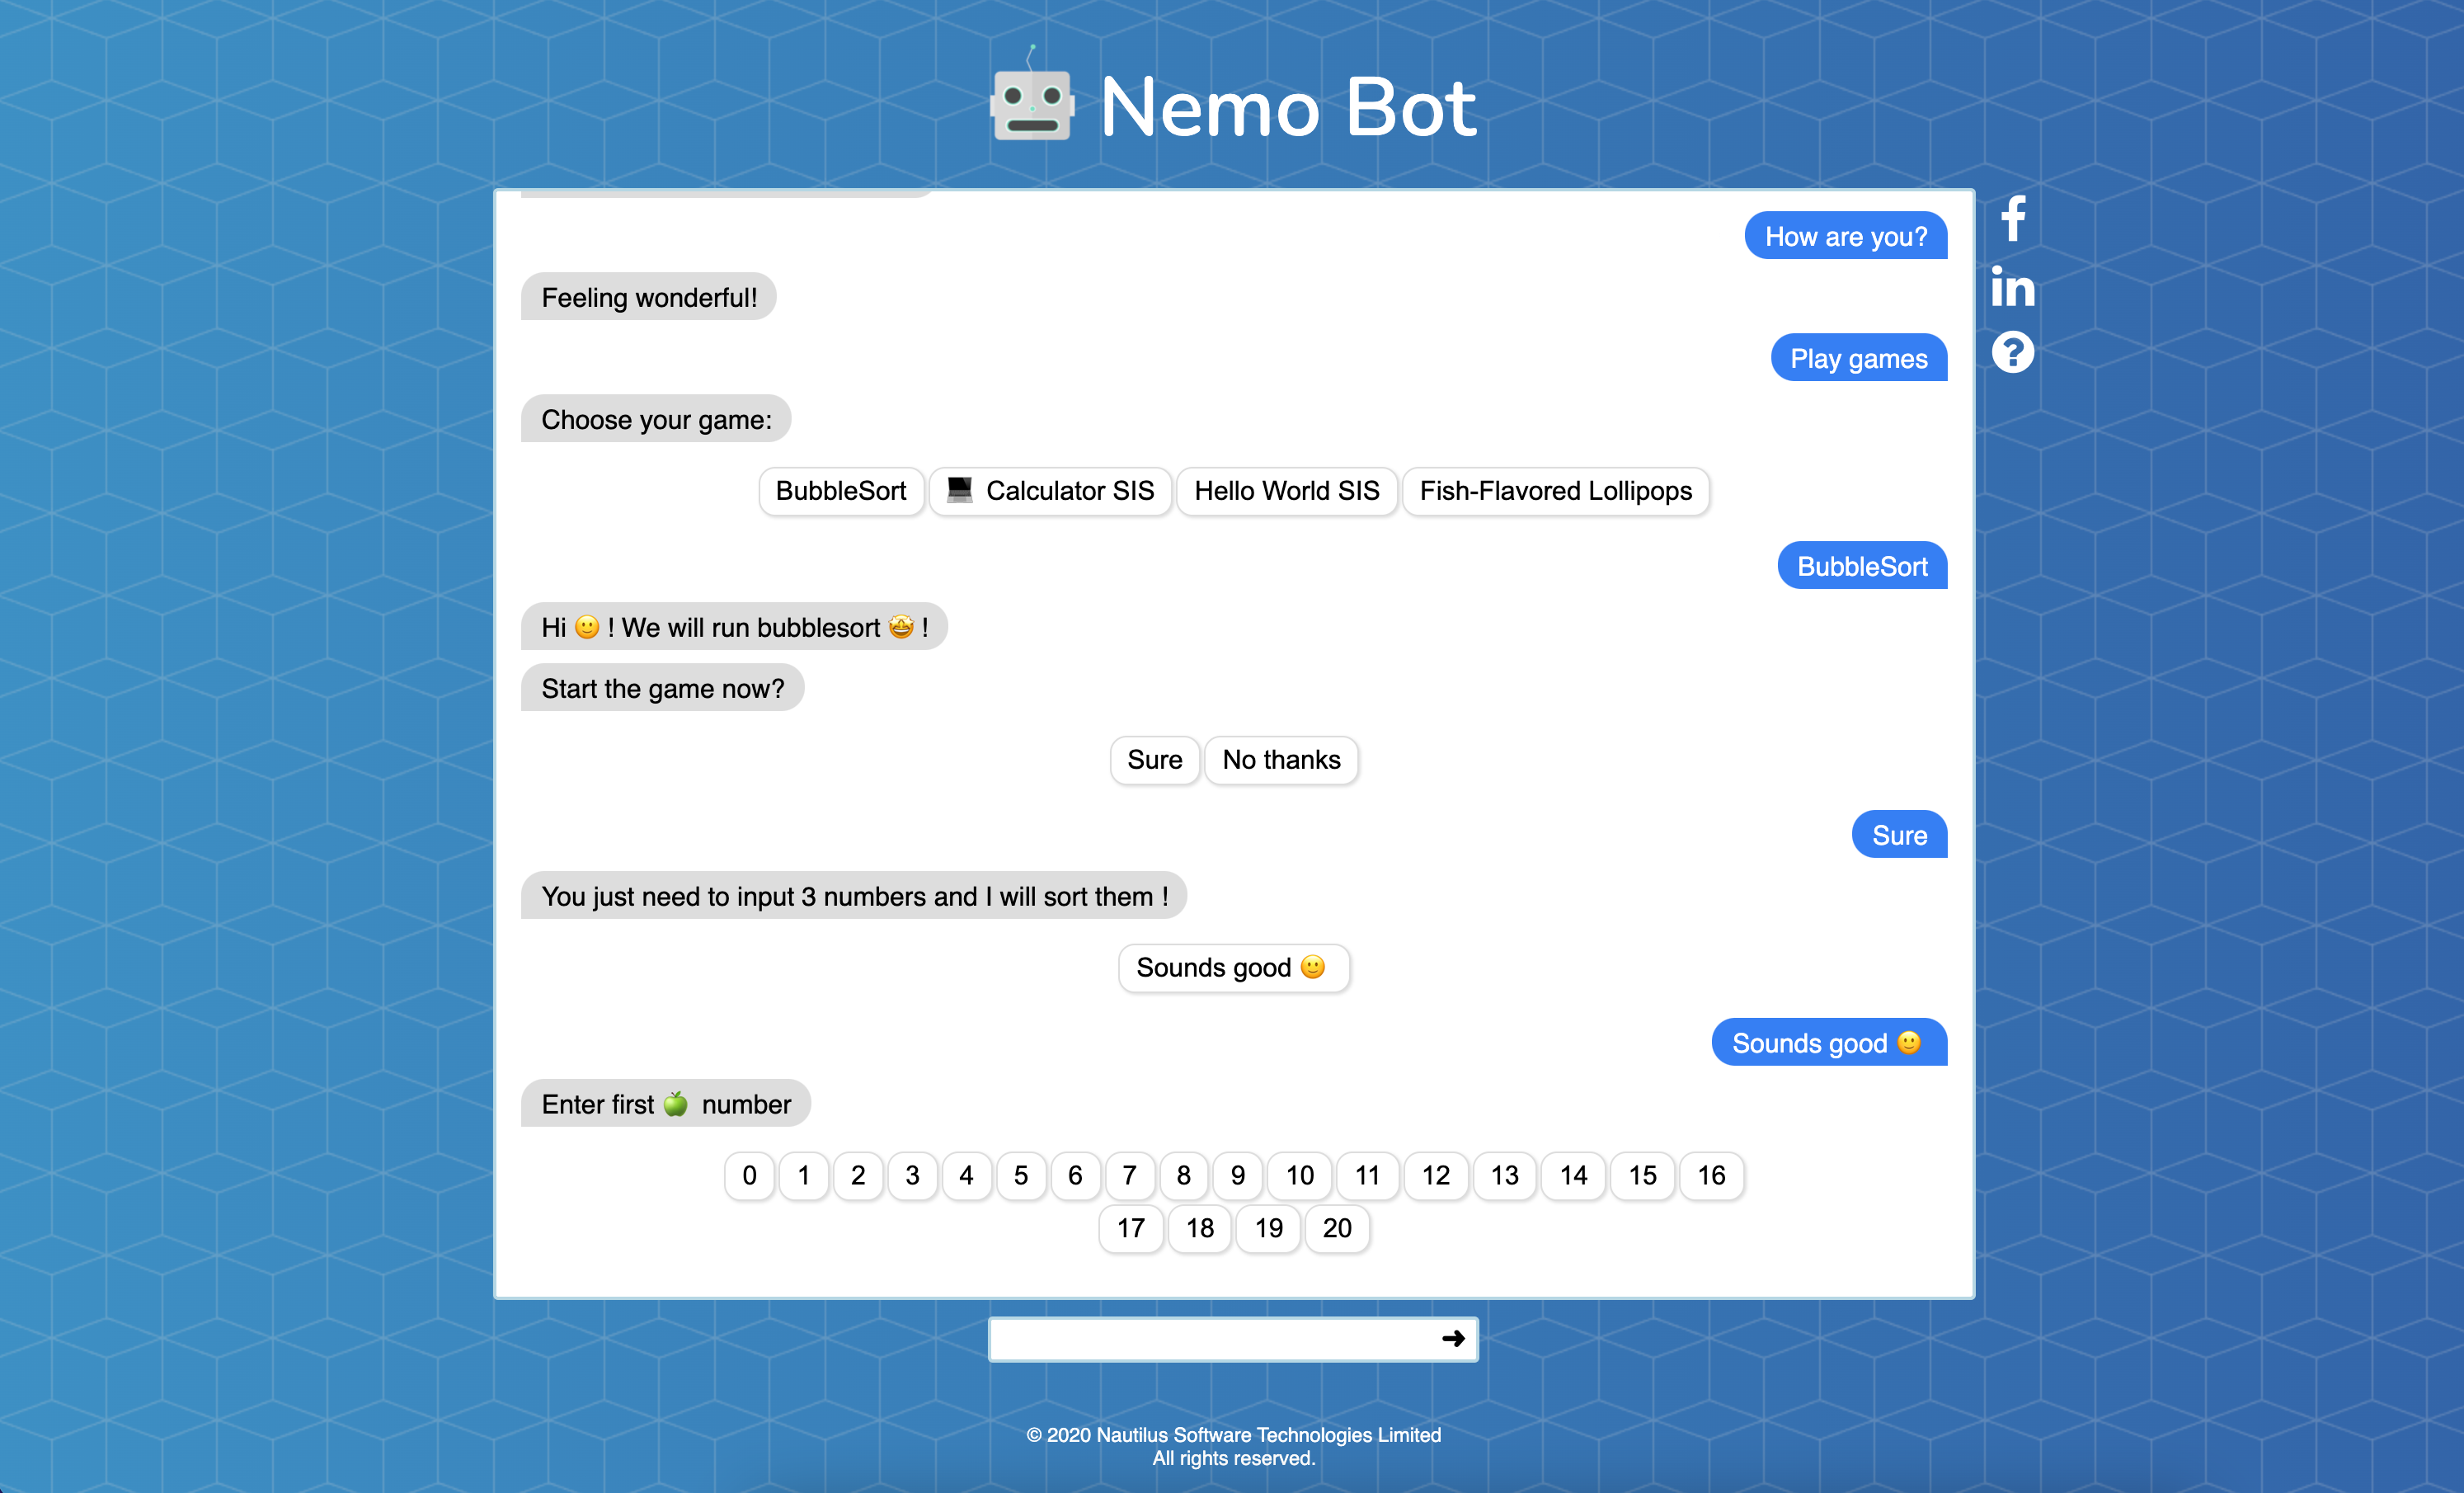 Nemo Bot
How are you?
Feeling wonderful!
Play games
Choose your game:
BubbleSort 💻 Calculator SIS Hello World SIS Fish-Flavored Lollipops
BubbleSort
Hi 🙂 ! We will run bubblesort 🤩 !
Start the game now?
Sure No thanks
Sure
You just need to input 3 numbers and I will sort them !
Sounds good 🙂
Sounds good 🙂
Enter first 🍏 number
0 1 2 3 4 5 6 7 8 9 10 11 12 13 14 15 16
17 18 19 20
© 2020 Nautilus Software Technologies Limited
All rights reserved.